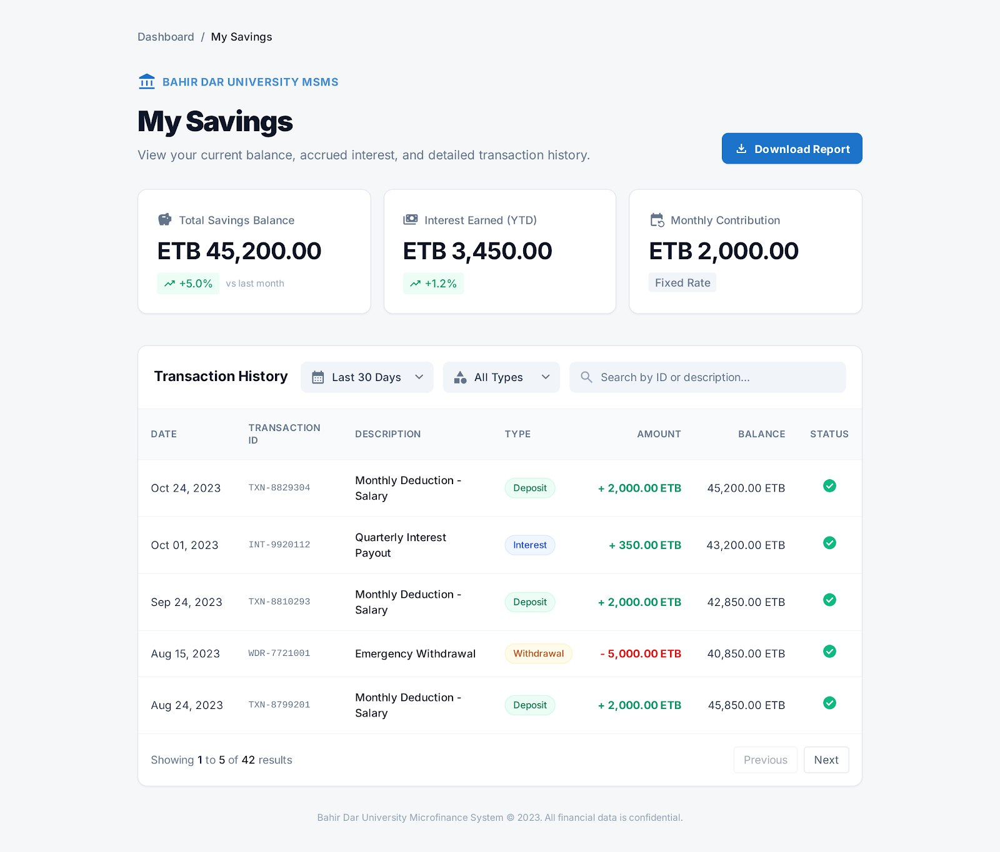 Dashboard / My Savings
BAHIR DAR UNIVERSITY MSMS
My Savings
View your current balance, accrued interest, and detailed transaction history.
Download Report
Total Savings Balance
ETB 45,200.00
+5.0% vs last month
Interest Earned (YTD)
ETB 3,450.00
+1.2%
Monthly Contribution
ETB 2,000.00
Fixed Rate
Transaction History
Last 30 Days
All Types
Search by ID or description...
DATE TRANSACTION ID DESCRIPTION TYPE AMOUNT BALANCE STATUS
Oct 24, 2023 TXN-8829304 Monthly Deduction - Salary Deposit + 2,000.00 ETB 45,200.00 ETB
Oct 01, 2023 INT-9920112 Quarterly Interest Payout Interest + 350.00 ETB 43,200.00 ETB
Sep 24, 2023 TXN-8810293 Monthly Deduction - Salary Deposit + 2,000.00 ETB 42,850.00 ETB
Aug 15, 2023 WDR-7721001 Emergency Withdrawal Withdrawal - 5,000.00 ETB 40,850.00 ETB
Aug 24, 2023 TXN-8799201 Monthly Deduction - Salary Deposit + 2,000.00 ETB 45,850.00 ETB
Showing 1 to 5 of 42 results
Previous Next
Bahir Dar University Microfinance System © 2023. All financial data is confidential.